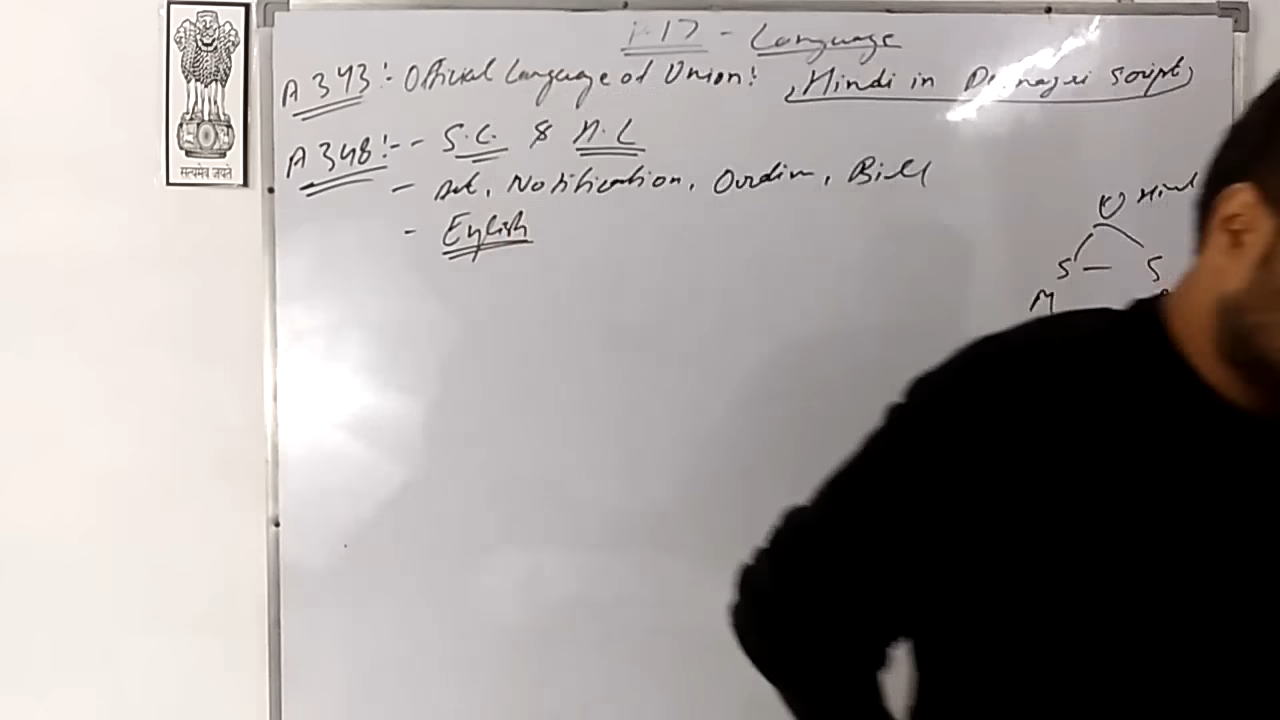 P-17 - Language
A 343 :- Official Language of Union : Hindi in Devnagri Script
A 348 :- - S.C. & H.C
- Act, Notification, Ordin, Bill
- English
सत्यमेव जयते
U Hind
S - S
M